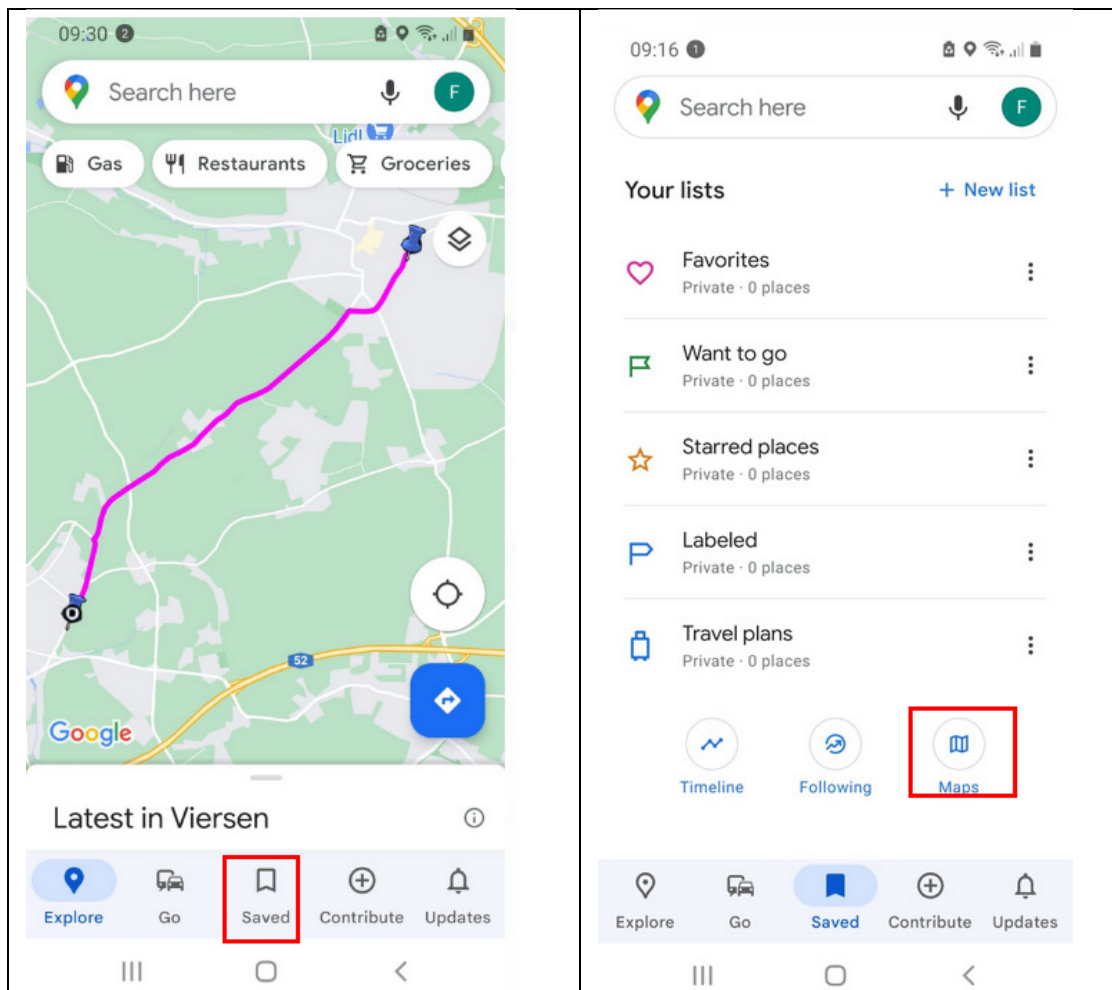 09:30 2
Search here F
Lidl
Gas Restaurants Groceries
52
Google
Latest in Viersen
Explore Go Saved Contribute Updates
09:16 1
Search here F
Your lists + New list
Favorites
Private · 0 places
Want to go
Private · 0 places
Starred places
Private · 0 places
Labeled
Private · 0 places
Travel plans
Private · 0 places
Timeline Following Maps
Explore Go Saved Contribute Updates